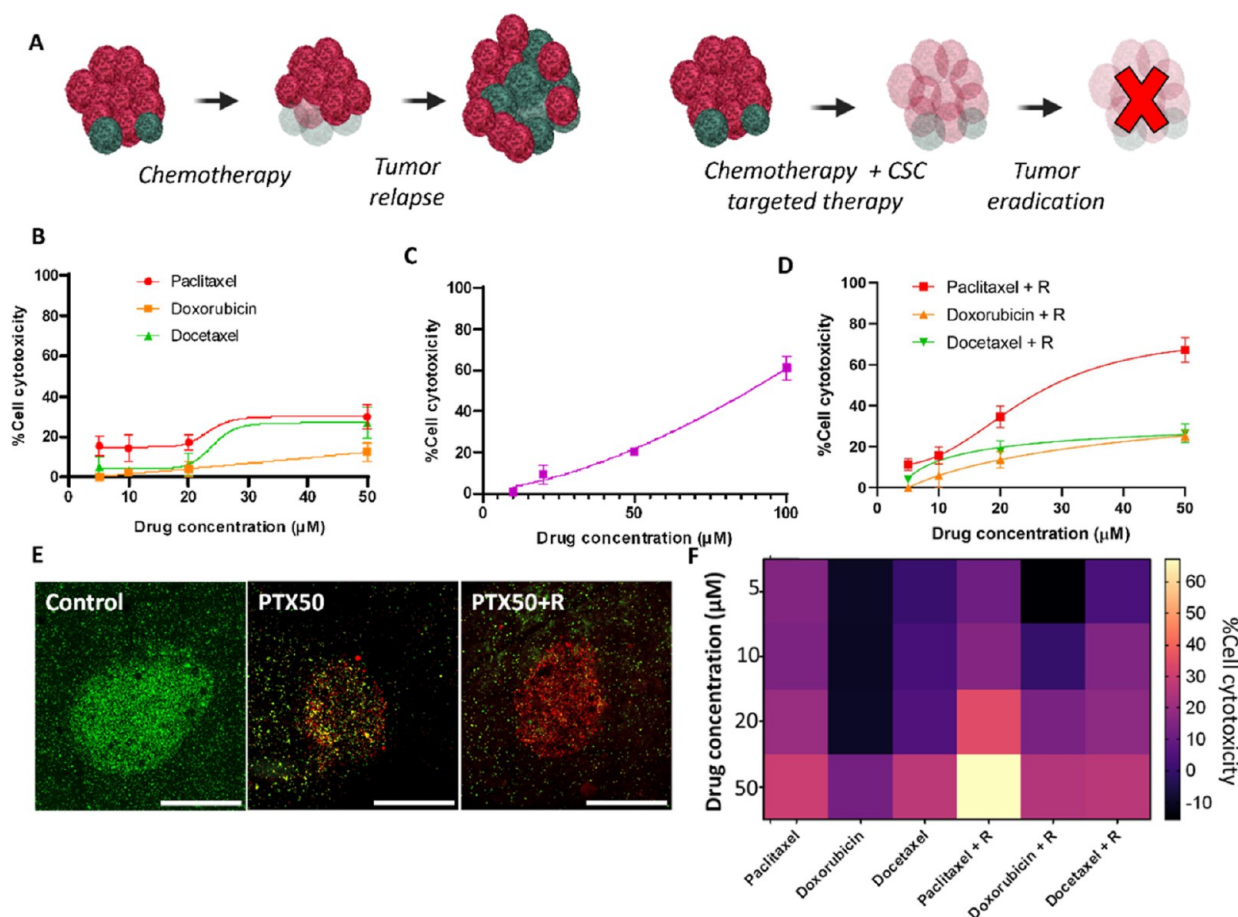 A
Chemotherapy
Tumor
relapse
Chemotherapy + CSC
targeted therapy
Tumor
eradication
B
Paclitaxel
Doxorubicin
Docetaxel
%Cell cytotoxicity
100
80
60
40
20
0
0 10 20 30 40 50
Drug concentration (μM)
C
%Cell cytotoxicity
100
80
60
40
20
0
0 50 100
Drug concentration (μM)
D
Paclitaxel + R
Doxorubicin + R
Docetaxel + R
%Cell cytotoxicity
100
80
60
40
20
0
0 10 20 30 40 50
Drug concentration (μM)
E
Control
PTX50
PTX50+R
F
Drug concentration (μM)
5
10
20
50
Paclitaxel
Doxorubicin
Docetaxel
Paclitaxel + R
Doxorubicin + R
Docetaxel + R
60
50
40
30
20
10
0
-10
%Cell cytotoxicity